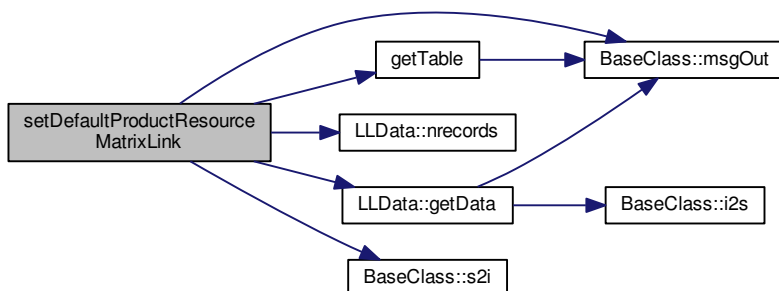 setDefaultProductResource
MatrixLink
getTable
BaseClass::msgOut
LLData::nrecords
LLData::getData
BaseClass::i2s
BaseClass::s2i